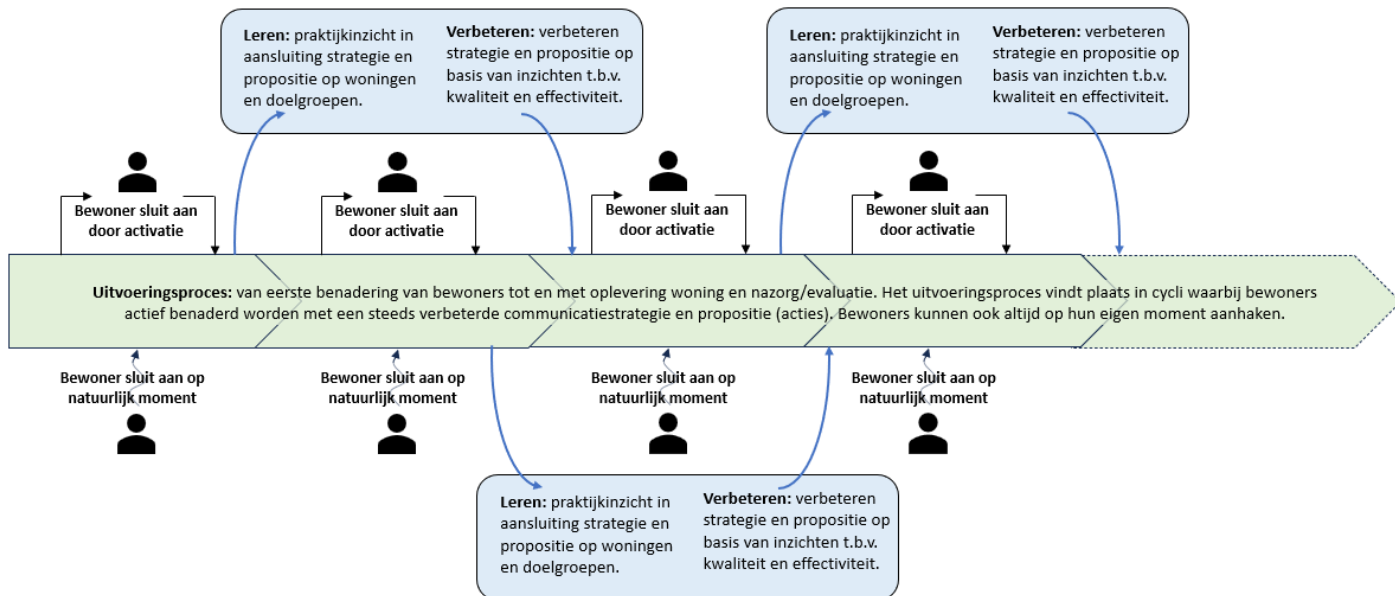 Leren: praktijkinzicht in
aansluiting strategie en
propositie op woningen
en doelgroepen.
Verbeteren: verbeteren
strategie en propositie op
basis van inzichten t.b.v.
kwaliteit en effectiviteit.
Leren: praktijkinzicht in
aansluiting strategie en
propositie op woningen
en doelgroepen.
Verbeteren: verbeteren
strategie en propositie op
basis van inzichten t.b.v.
kwaliteit en effectiviteit.
Bewoner sluit aan
door activatie
Bewoner sluit aan
door activatie
Bewoner sluit aan
door activatie
Bewoner sluit aan
door activatie
Uitvoeringsproces: van eerste benadering van bewoners tot en met oplevering woning en nazorg/evaluatie. Het uitvoeringsproces vindt plaats in cycli waarbij bewoners
actief benaderd worden met een steeds verbeterde communicatiestrategie en propositie (acties). Bewoners kunnen ook altijd op hun eigen moment aanhaken.
Bewoner sluit aan op
natuurlijk moment
Bewoner sluit aan op
natuurlijk moment
Bewoner sluit aan op
natuurlijk moment
Bewoner sluit aan op
natuurlijk moment
Leren: praktijkinzicht in
aansluiting strategie en
propositie op woningen
en doelgroepen.
Verbeteren: verbeteren
strategie en propositie op
basis van inzichten t.b.v.
kwaliteit en effectiviteit.